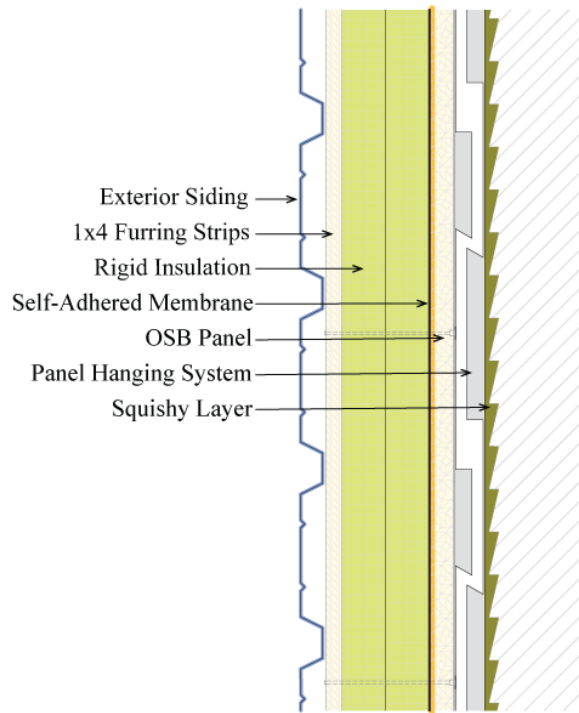 Exterior Siding
1x4 Furring Strips
Rigid Insulation
Self-Adhered Membrane
OSB Panel
Panel Hanging System
Squishy Layer